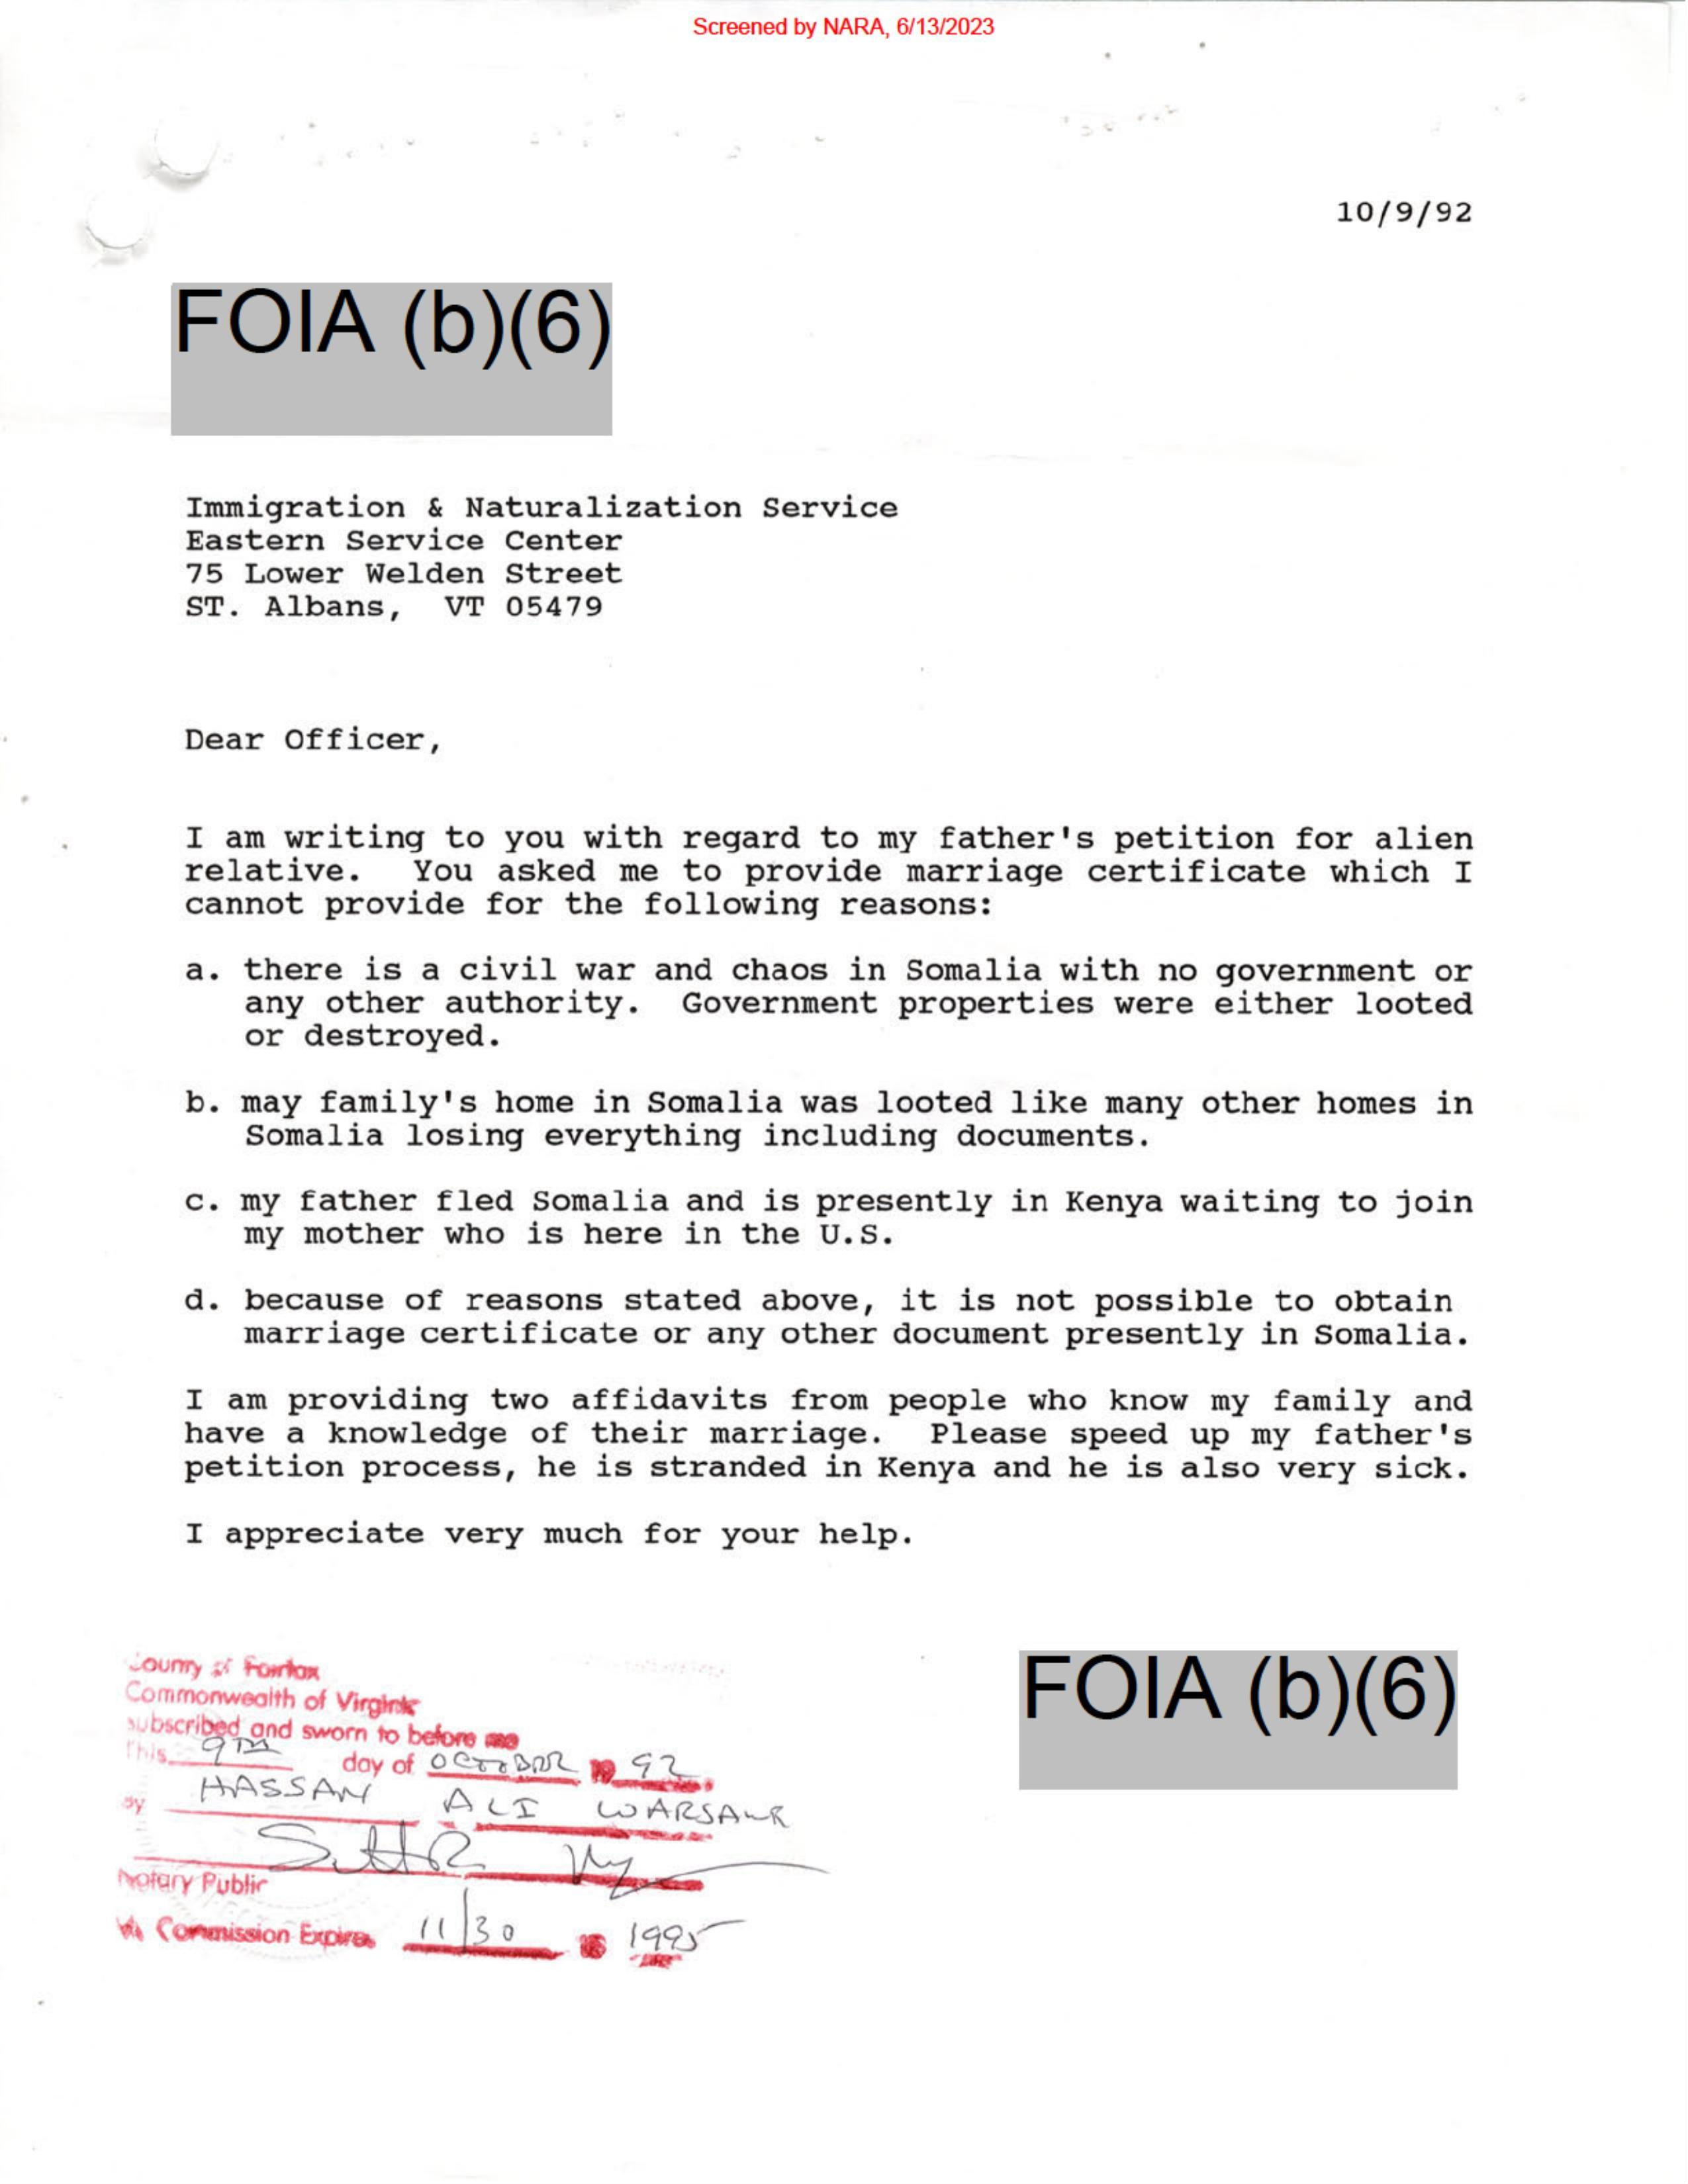 Screened by NARA, 6/13/2023
10/9/92
FOIA (b)(6)
Immigration & Naturalization Service
Eastern Service Center
75 Lower Welden Street
ST. Albans, VT 05479
Dear Officer,
I am writing to you with regard to my father's petition for alien
relative. You asked me to provide marriage certificate which I
cannot provide for the following reasons:
a. there is a civil war and chaos in Somalia with no government or
any other authority. Government properties were either looted
or destroyed.
b. may family's home in Somalia was looted like many other homes in
Somalia losing everything including documents.
c. my father fled Somalia and is presently in Kenya waiting to join
my mother who is here in the U.S.
d. because of reasons stated above, it is not possible to obtain
marriage certificate or any other document presently in Somalia.
I am providing two affidavits from people who know my family and
have a knowledge of their marriage. Please speed up my father's
petition process, he is stranded in Kenya and he is also very sick.
I appreciate very much for your help.
FOIA (b)(6)
County of Fairfax
Commonwealth of Virginia
subscribed and sworn to before me
This 9TH day of OCTOBER 19 92
by HASSAN ALI
Notary Public
Commission Expires 11/30 1995